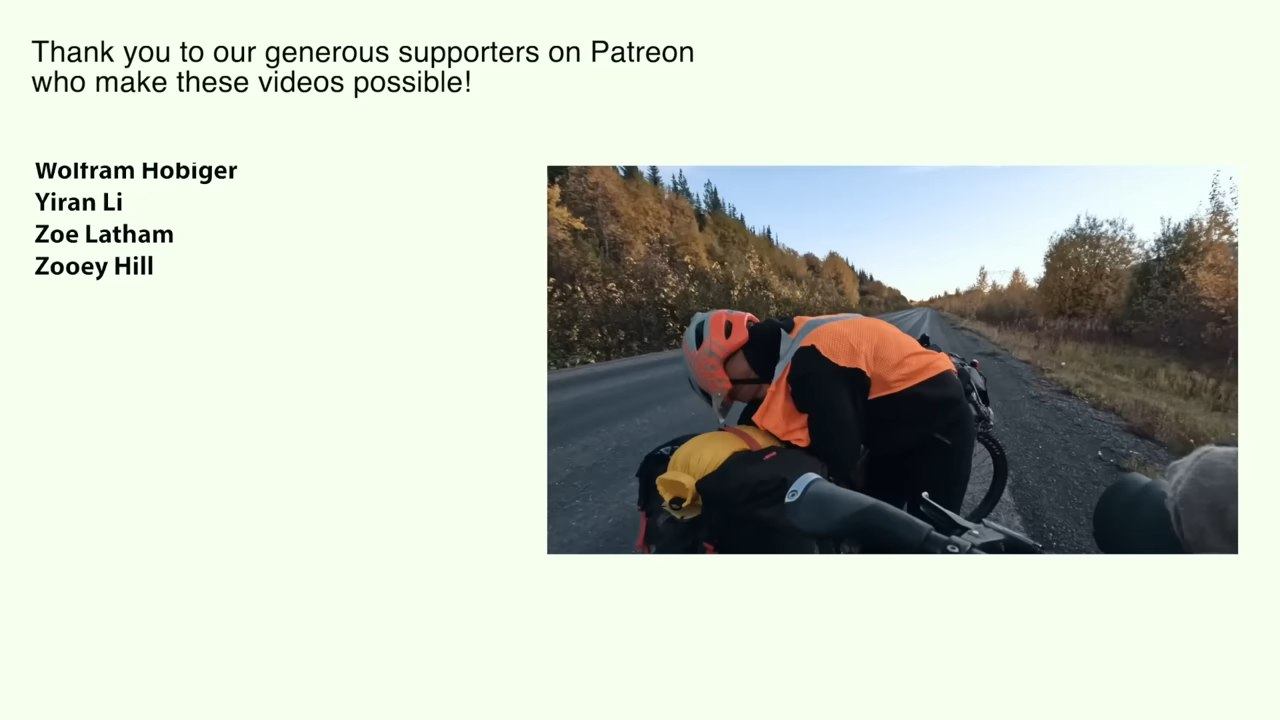 Thank you to our generous supporters on Patreon
who make these videos possible!
Wolfram Hobiger
Yiran Li
Zoe Latham
Zooey Hill